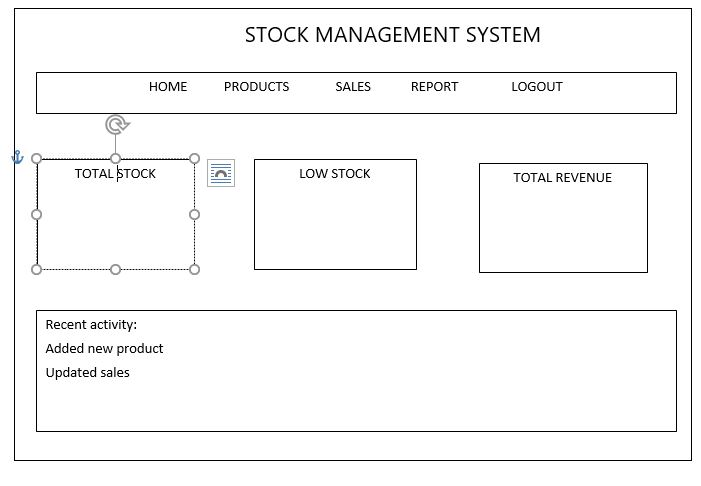 STOCK MANAGEMENT SYSTEM
HOME PRODUCTS SALES REPORT LOGOUT
TOTAL STOCK LOW STOCK TOTAL REVENUE
Recent activity:
Added new product
Updated sales